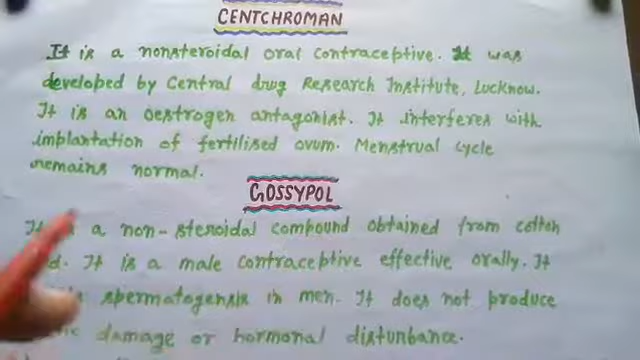 CENTCHROMAN
It is a nonsteroidal oral contraceptive. It was
developed by Central drug Research Institute, Lucknow.
It is an oestrogen antagonist. It interferes with
implantation of fertilised ovum. Menstrual cycle
remains normal.
GOSSYPOL
It a non-steroidal compound obtained from cotton
It is a male contraceptive effective orally. It
spermatogensis in men. It does not produce
damage or hormonal disturbance.